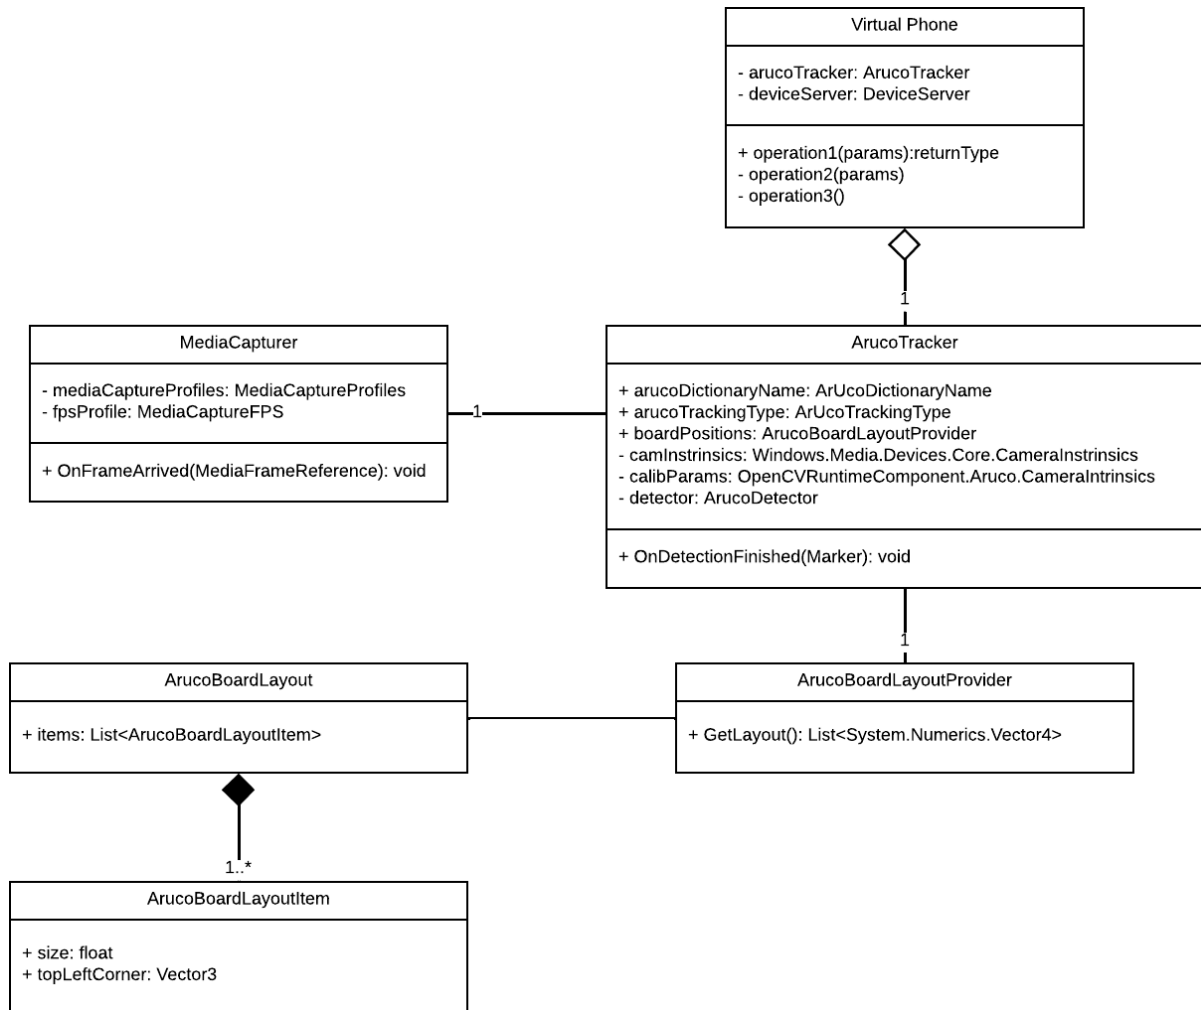 Virtual Phone
- arucoTracker: ArucoTracker
- deviceServer: DeviceServer
+ operation1(params):returnType
- operation2(params)
- operation3()
1
MediaCapturer
- mediaCaptureProfiles: MediaCaptureProfiles
- fpsProfile: MediaCaptureFPS
+ OnFrameArrived(MediaFrameReference): void
1
ArucoTracker
+ arucoDictionaryName: ArUcoDictionaryName
+ arucoTrackingType: ArUcoTrackingType
+ boardPositions: ArucoBoardLayoutProvider
- camInstrinsics: Windows.Media.Devices.Core.CameraInstrinsics
- calibParams: OpenCVRuntimeComponent.Aruco.CameraIntrinsics
- detector: ArucoDetector
+ OnDetectionFinished(Marker): void
1
ArucoBoardLayout
+ items: List<ArucoBoardLayoutItem>
ArucoBoardLayoutProvider
+ GetLayout(): List<System.Numerics.Vector4>
1..*
ArucoBoardLayoutItem
+ size: float
+ topLeftCorner: Vector3